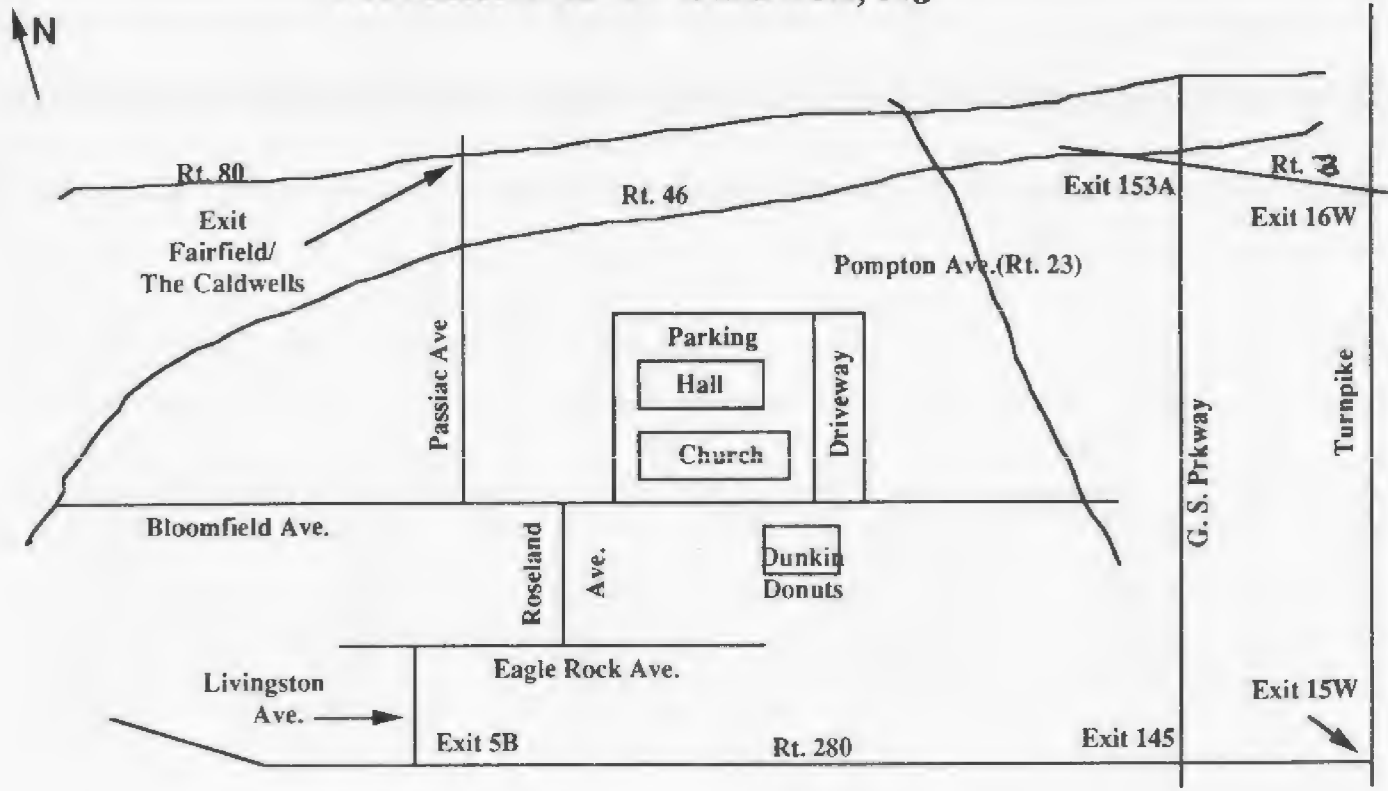 N
Rt. 80
Exit
Fairfield/
The Caldwells
Rt. 46
Exit 153A
Rt. 3
Exit 16W
Pompton Ave.(Rt. 23)
Passiac Ave
Parking
Hall
Church
Driveway
G. S. Prkway
Turnpike
Bloomfield Ave.
Roseland
Ave.
Dunkin
Donuts
Eagle Rock Ave.
Livingston
Ave.
Exit 5B
Rt. 280
Exit 145
Exit 15W